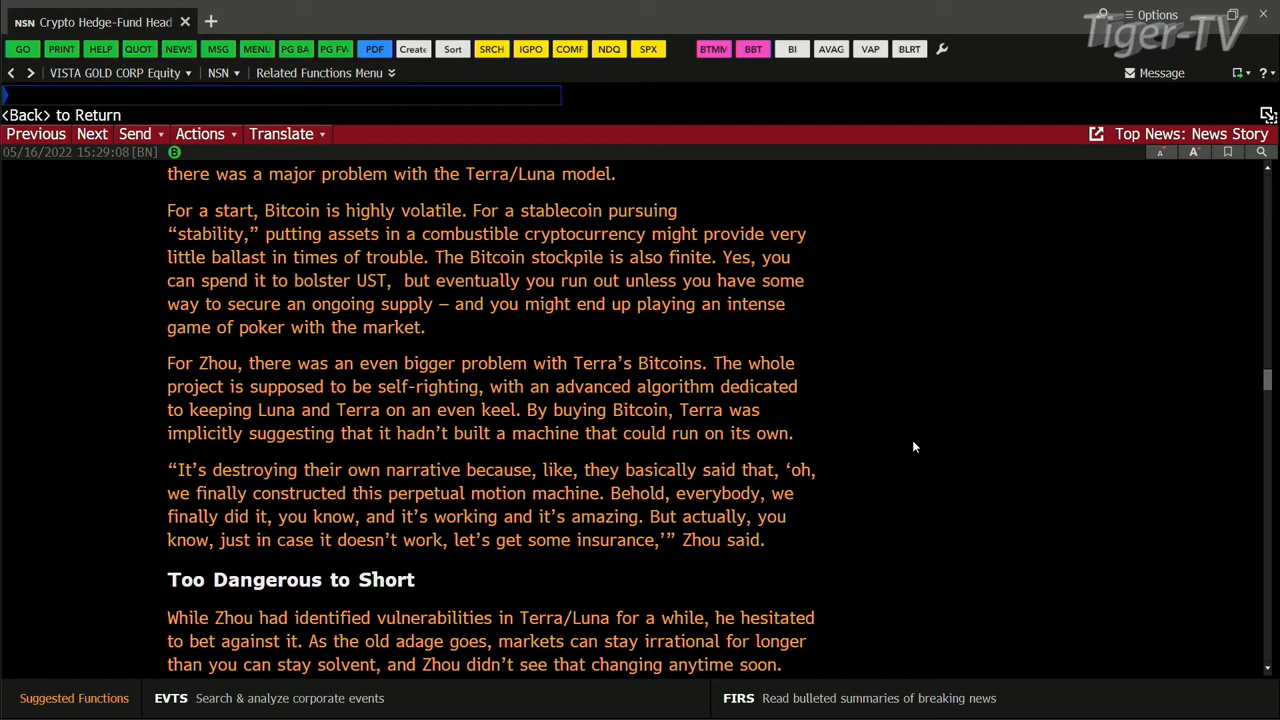 NSN Crypto Hedge-Fund Head
Options
Tiger-TV
GO PRINT HELP QUOT NEWS MSG MENU PG BA PG FW PDF Create Sort SRCH IGPO COMF NDQ SPX BTMM BBT BI AVAG VAP BLRT
VISTA GOLD CORP Equity NSN Related Functions Menu Message ?
<Back> to Return
Previous Next Send Actions Translate Top News: News Story
05/16/2022 15:29:08 [BN] B A A
there was a major problem with the Terra/Luna model.
For a start, Bitcoin is highly volatile. For a stablecoin pursuing
“stability,” putting assets in a combustible cryptocurrency might provide very
little ballast in times of trouble. The Bitcoin stockpile is also finite. Yes, you
can spend it to bolster UST,  but eventually you run out unless you have some
way to secure an ongoing supply – and you might end up playing an intense
game of poker with the market.
For Zhou, there was an even bigger problem with Terra’s Bitcoins. The whole
project is supposed to be self-righting, with an advanced algorithm dedicated
to keeping Luna and Terra on an even keel. By buying Bitcoin, Terra was
implicitly suggesting that it hadn’t built a machine that could run on its own.
“It’s destroying their own narrative because, like, they basically said that, ‘oh,
we finally constructed this perpetual motion machine. Behold, everybody, we
finally did it, you know, and it’s working and it’s amazing. But actually, you
know, just in case it doesn’t work, let’s get some insurance,’” Zhou said.
Too Dangerous to Short
While Zhou had identified vulnerabilities in Terra/Luna for a while, he hesitated
to bet against it. As the old adage goes, markets can stay irrational for longer
than you can stay solvent, and Zhou didn’t see that changing anytime soon.
Suggested Functions EVTS Search & analyze corporate events FIRS Read bulleted summaries of breaking news